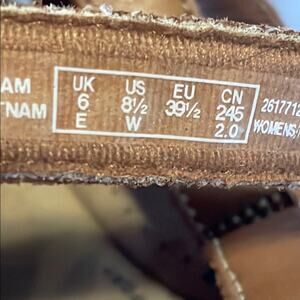 UK US EU CN
AM 6 8½ 39½ 245 2617712
TNAM E W 2.0 WOMENS